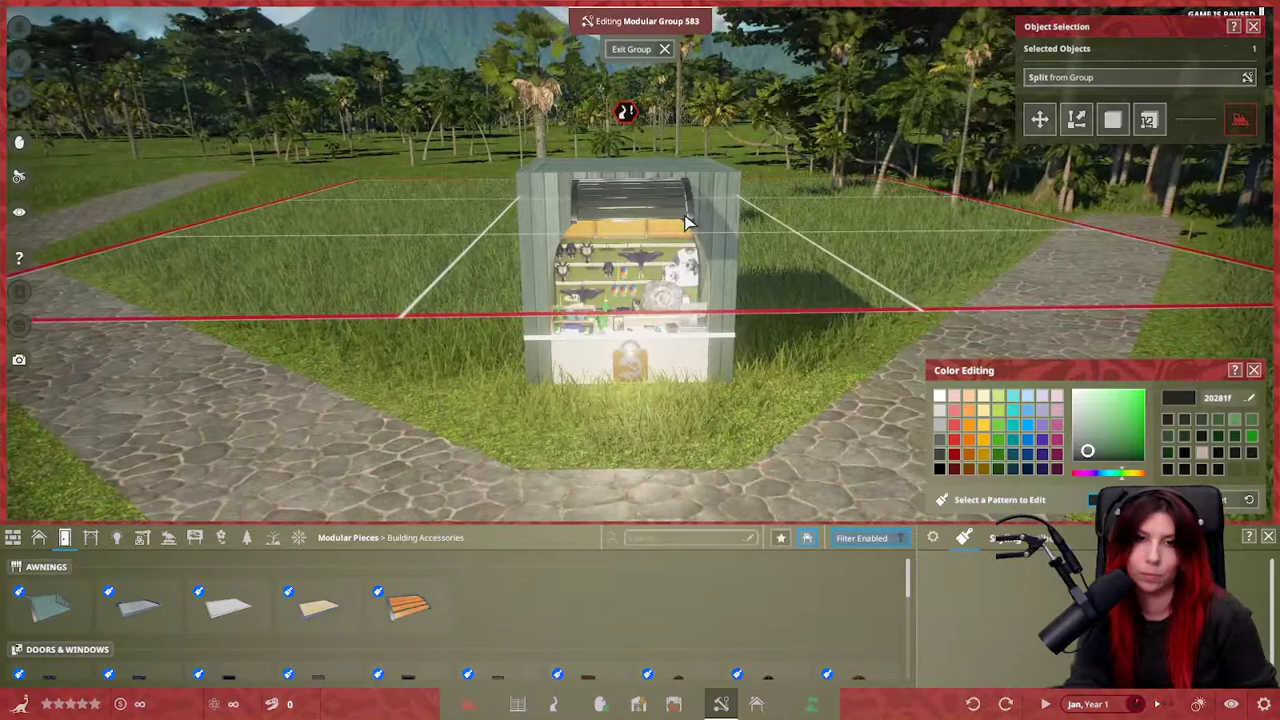 GAME IS PAUSED
Editing Modular Group 583
Exit Group
Object Selection
?
Selected Objects 1
Split from Group
Color Editing
?
20281f
Select a Pattern to Edit
Modular Pieces > Building Accessories
Search...
Filter Enabled
?
AWNINGS
DOORS & WINDOWS
∞
∞
0
Jan, Year 1
?